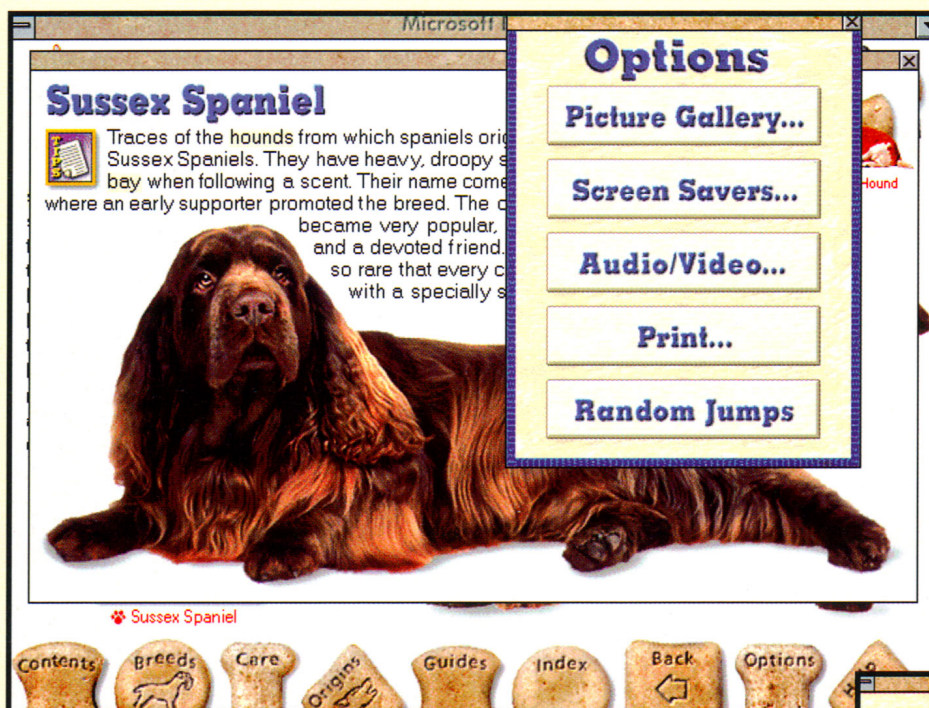 Microsoft
Sussex Spaniel
TIPS
Traces of the hounds from which spaniels
Sussex Spaniels. They have heavy, droopy
bay when following a scent. Their name
where an early supporter promoted the breed. The
became very popular,
and a devoted friend.
so rare that every
with a specially
Options
Picture Gallery...
Screen Savers...
Audio/Video...
Print...
Random Jumps
Hound
Sussex Spaniel
Contents
Breeds
Care
Origins
Guides
Index
Back
Options